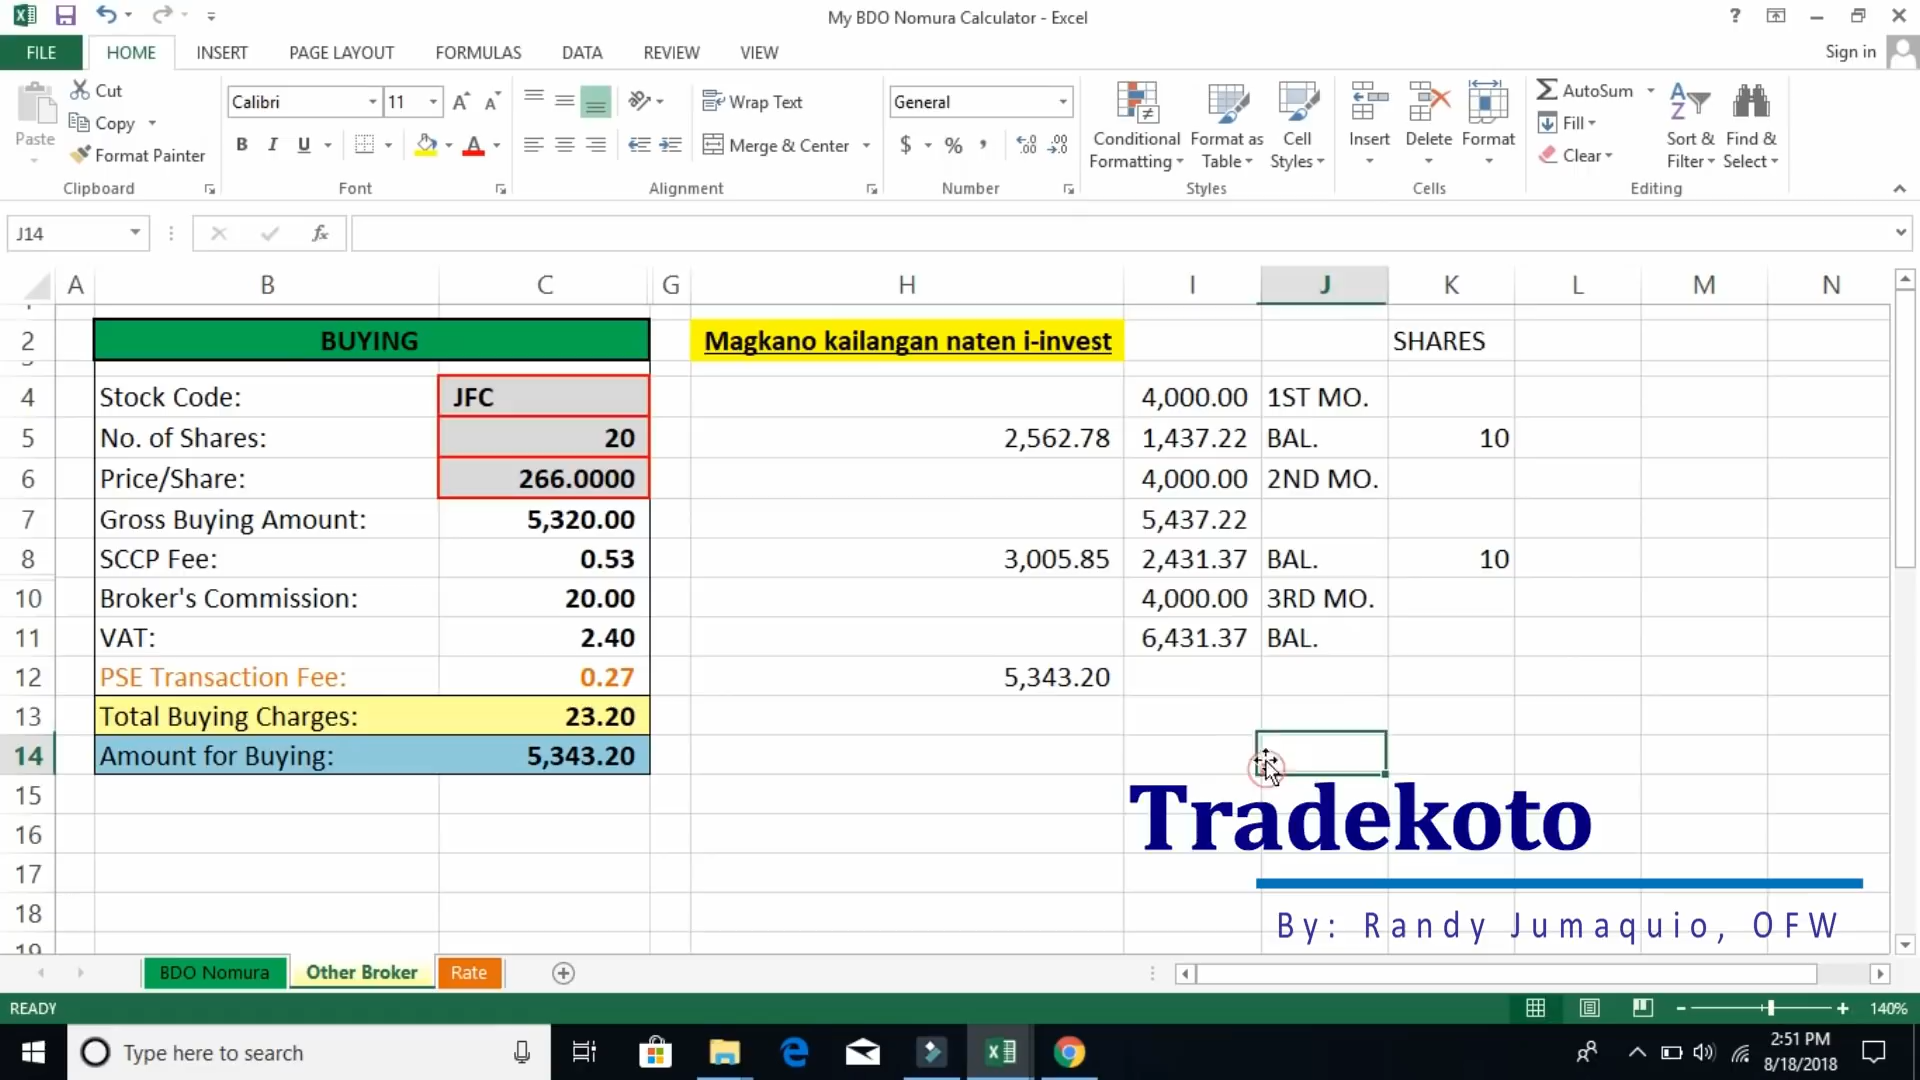 My BDO Nomura Calculator - Excel
FILE HOME INSERT PAGE LAYOUT FORMULAS DATA REVIEW VIEW Sign in
Cut
Copy
Format Painter
Paste
Clipboard
Calibri 11
B I U
Font
Wrap Text
Merge & Center
Alignment
General
$ %
Number
Conditional Formatting
Format as Table
Cell Styles
Styles
Insert Delete Format
Cells
AutoSum
Fill
Clear
Sort & Filter
Find & Select
Editing
J14
A B C G H I J K L M N
2 BUYING Magkano kailangan naten i-invest SHARES
4 Stock Code: JFC 4,000.00 1ST MO.
5 No. of Shares: 20 2,562.78 1,437.22 BAL. 10
6 Price/Share: 266.0000 4,000.00 2ND MO.
7 Gross Buying Amount: 5,320.00 5,437.22
8 SCCP Fee: 0.53 3,005.85 2,431.37 BAL. 10
10 Broker's Commission: 20.00 4,000.00 3RD MO.
11 VAT: 2.40 6,431.37 BAL.
12 PSE Transaction Fee: 0.27 5,343.20
13 Total Buying Charges: 23.20
14 Amount for Buying: 5,343.20
15
16
17
18
19
Tradekoto
By: Randy Jumaquio, OFW
BDO Nomura Other Broker Rate
READY 140%
Type here to search
2:51 PM
8/18/2018